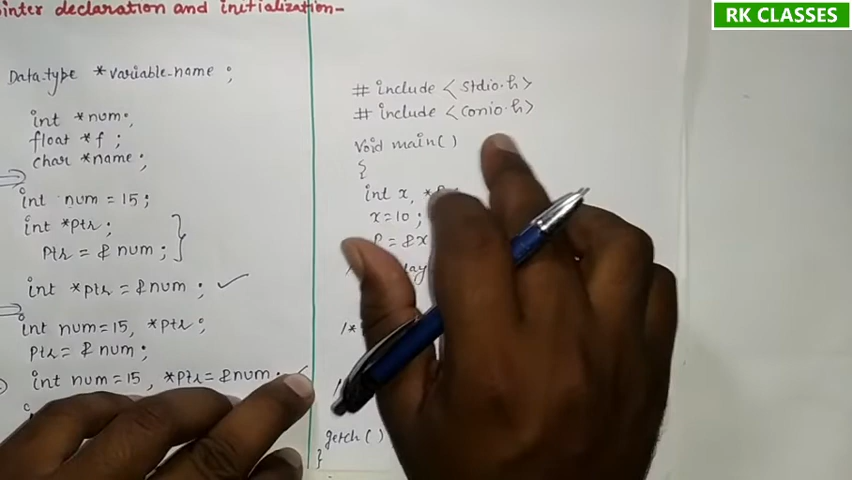 RK CLASSES
inter declaration and initialization-
Data-type *variable-name ;
int *num;
float *f ;
char *name;
int num = 15;
int *ptr;
ptr = & num ;
int *ptr = & num ;
int num=15, *ptr;
ptr= & num;
int num=15, *ptr=&num;
# include <stdio.h>
# include <conio.h>
void main()
{
int x,
x=10;
P = &x
/*
getch()
}